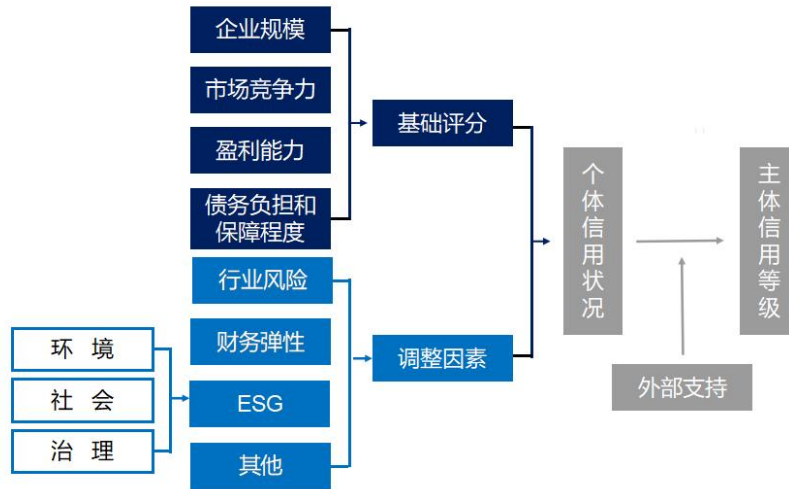 企业规模
市场竞争力
盈利能力
债务负担和
保障程度
基础评分
行业风险
财务弹性
ESG
其他
环 境
社 会
治 理
调整因素
个体信用状况
外部支持
主体信用等级